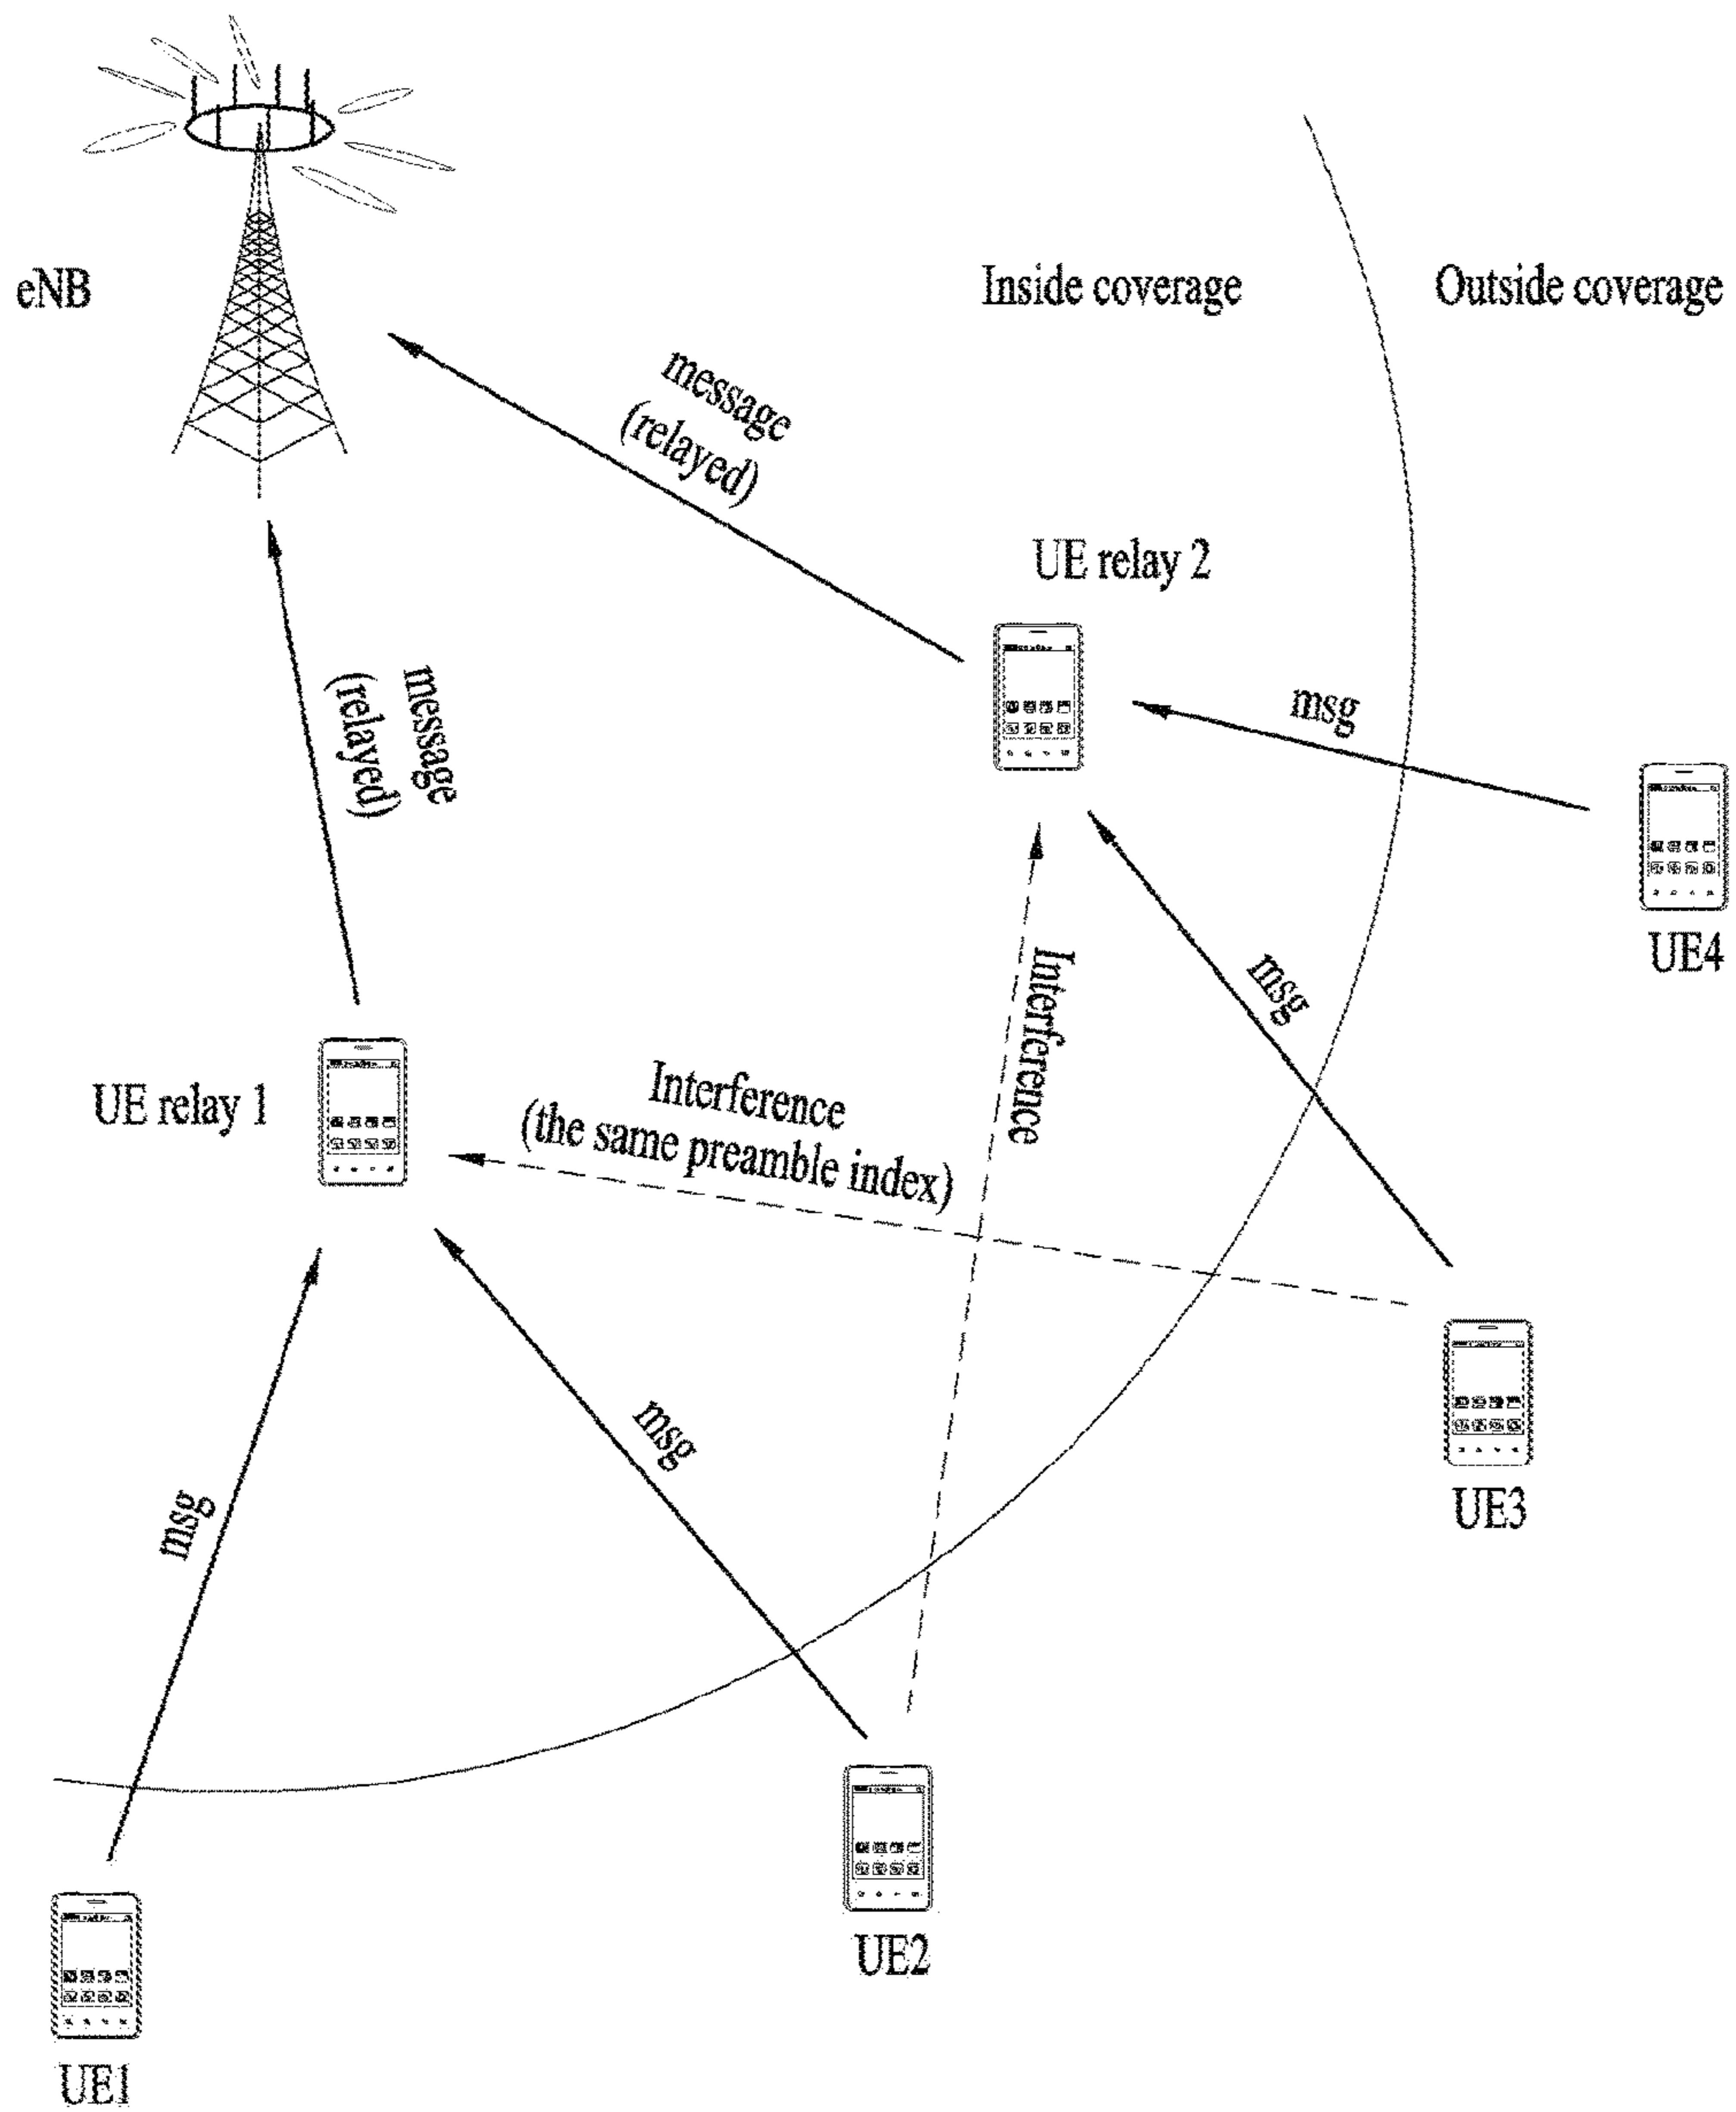 eNB
Inside coverage
Outside coverage
message
(relayed)
UE relay 2
msg
message
(relayed)
UE4
Interference
msg
UE relay 1
Interference
(the same preamble index)
msg
msg
UE3
UE2
UE1